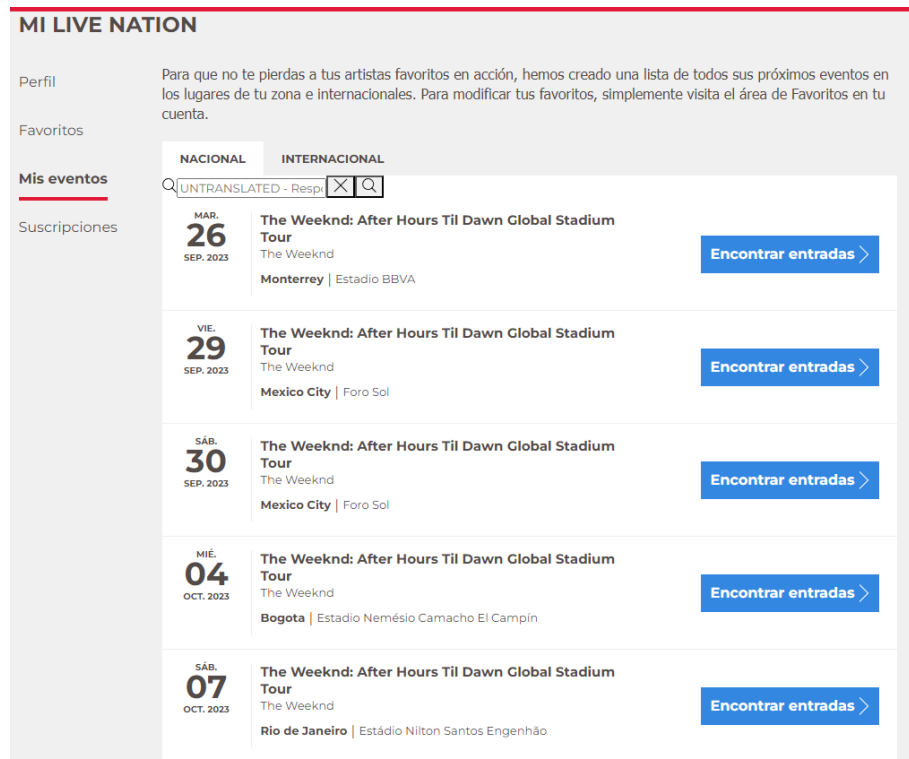 MI LIVE NATION
Perfil
Favoritos
Mis eventos
Suscripciones
Para que no te pierdas a tus artistas favoritos en acción, hemos creado una lista de todos sus próximos eventos en
los lugares de tu zona e internacionales. Para modificar tus favoritos, simplemente visita el área de Favoritos en tu
cuenta.
NACIONAL INTERNACIONAL
UNTRANSLATED - Resp
MAR.
26
SEP. 2023
The Weeknd: After Hours Til Dawn Global Stadium
Tour
The Weeknd
Monterrey | Estadio BBVA
Encontrar entradas
VIE.
29
SEP. 2023
The Weeknd: After Hours Til Dawn Global Stadium
Tour
The Weeknd
Mexico City | Foro Sol
Encontrar entradas
SÁB.
30
SEP. 2023
The Weeknd: After Hours Til Dawn Global Stadium
Tour
The Weeknd
Mexico City | Foro Sol
Encontrar entradas
MIÉ.
04
OCT. 2023
The Weeknd: After Hours Til Dawn Global Stadium
Tour
The Weeknd
Bogota | Estadio Nemésio Camacho El Campín
Encontrar entradas
SÁB.
07
OCT. 2023
The Weeknd: After Hours Til Dawn Global Stadium
Tour
The Weeknd
Rio de Janeiro | Estádio Nilton Santos Engenhão
Encontrar entradas